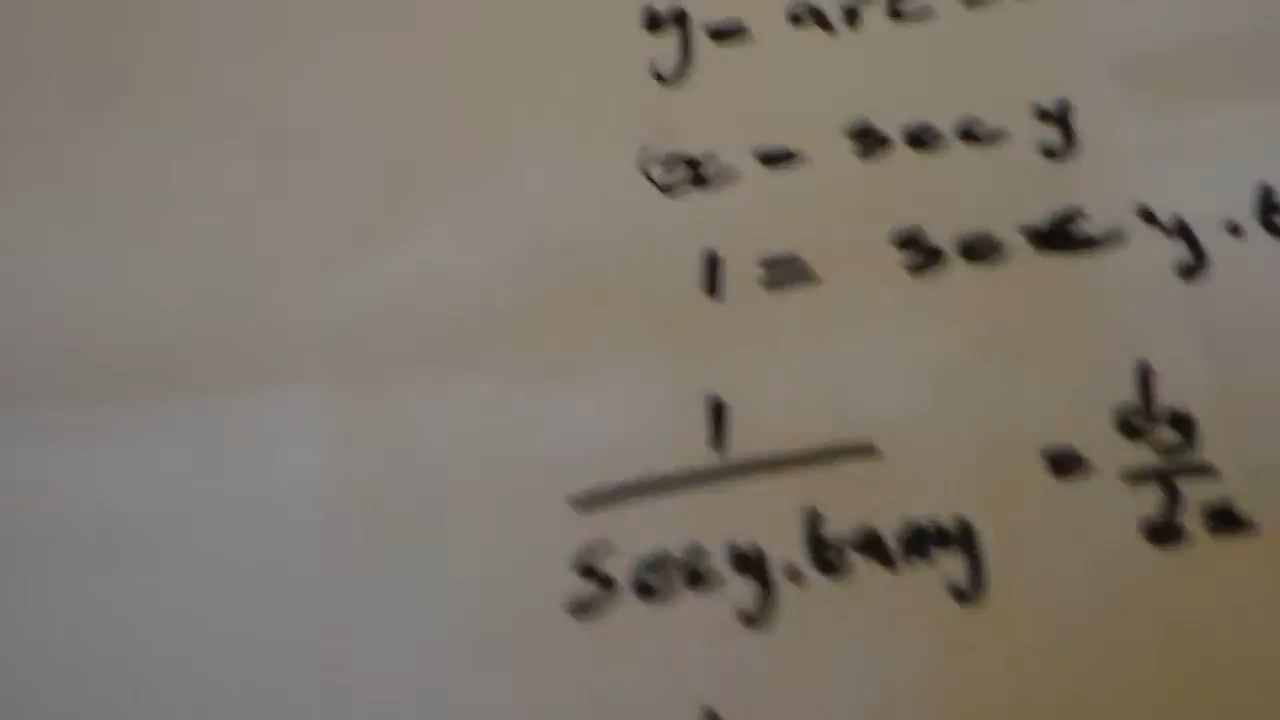 y = arc
x = sec y
1 = sec y .
1 / sec y . tan y = dy / dx